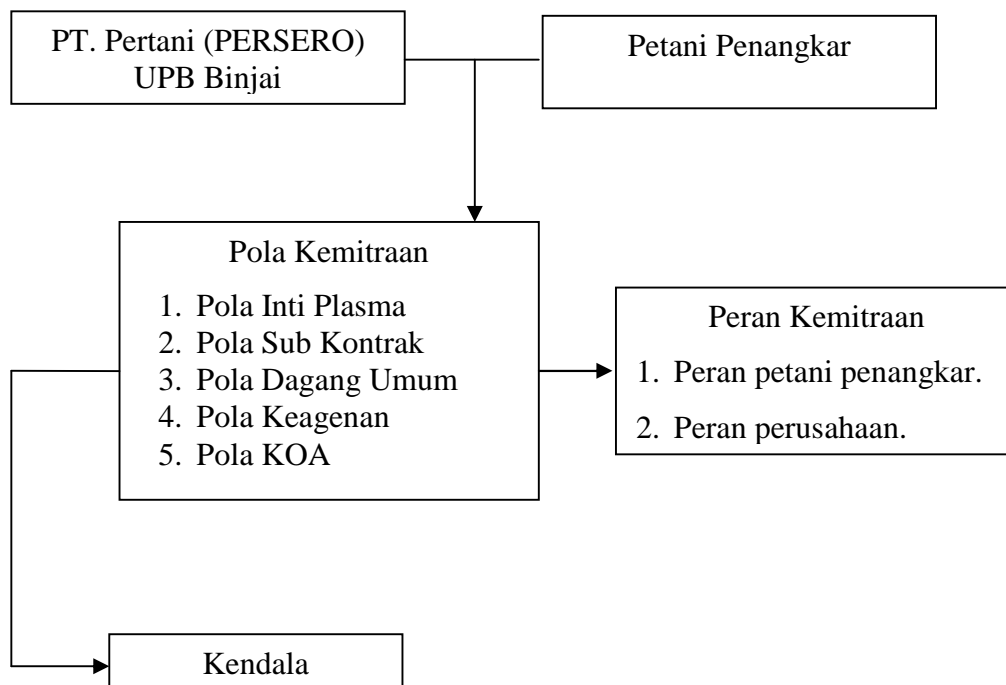 PT. Pertani (PERSERO)
UPB Binjai
Petani Penangkar
Pola Kemitraan
1. Pola Inti Plasma
2. Pola Sub Kontrak
3. Pola Dagang Umum
4. Pola Keagenan
5. Pola KOA
Peran Kemitraan
1. Peran petani penangkar.
2. Peran perusahaan.
Kendala